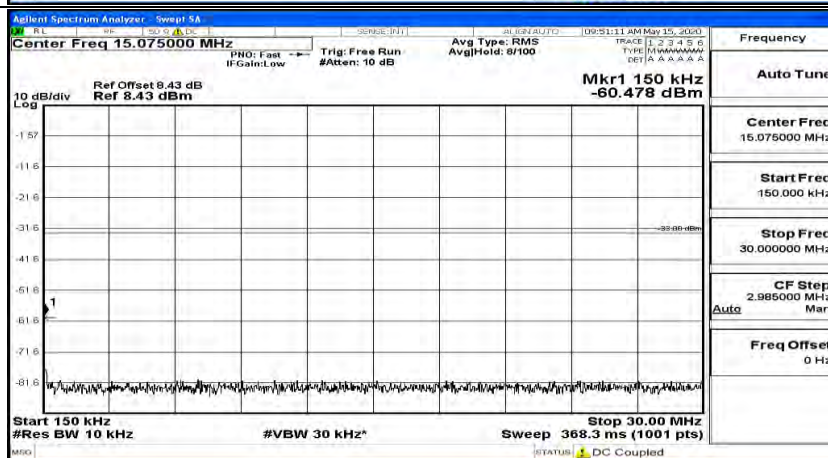 Agilent Spectrum Analyzer - Swept SA
RL RF 50 Ω DC SENSE:INT ALIGN AUTO 09:51:11 AM May 15, 2020
Center Freq 15.075000 MHz
PNO: Fast
IFGain:Low
Trig: Free Run
#Atten: 10 dB
Avg Type: RMS
Avg|Hold: 8/100
TRACE 1 2 3 4 5 6
TYPE M
DET A A A A A A
Mkr1 150 kHz
-60.478 dBm
Ref Offset 8.43 dB
10 dB/div Ref 8.43 dBm
Log
-1.57
-11.6
-21.6
-31.6
-33.00 dBm
-41.6
-51.6
1
-61.6
-71.6
-81.6
Start 150 kHz Stop 30.00 MHz
#Res BW 10 kHz #VBW 30 kHz* Sweep 368.3 ms (1001 pts)
MSG STATUS DC Coupled
Frequency
Auto Tune
Center Freq
15.075000 MHz
Start Freq
150.000 kHz
Stop Freq
30.000000 MHz
CF Step
2.985000 MHz
Auto Man
Freq Offset
0 Hz